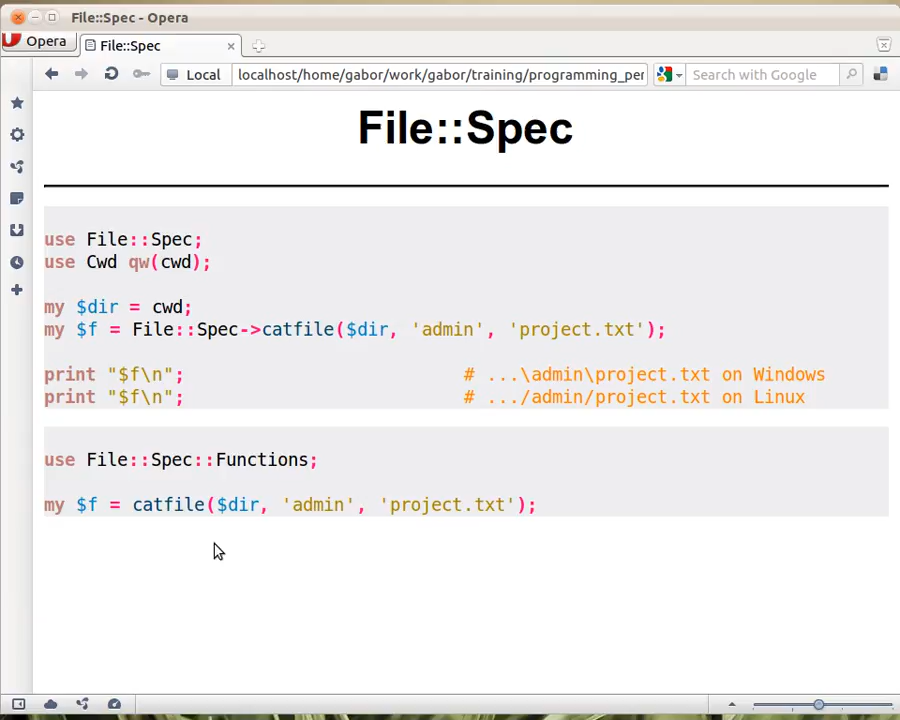 File::Spec - Opera
Opera
File::Spec
Local
localhost/home/gabor/work/gabor/training/programming_per
Search with Google
File::Spec
use File::Spec;
use Cwd qw(cwd);
my $dir = cwd;
my $f = File::Spec->catfile($dir, 'admin', 'project.txt');
print "$f\n"; # ...\admin\project.txt on Windows
print "$f\n"; # .../admin/project.txt on Linux
use File::Spec::Functions;
my $f = catfile($dir, 'admin', 'project.txt');